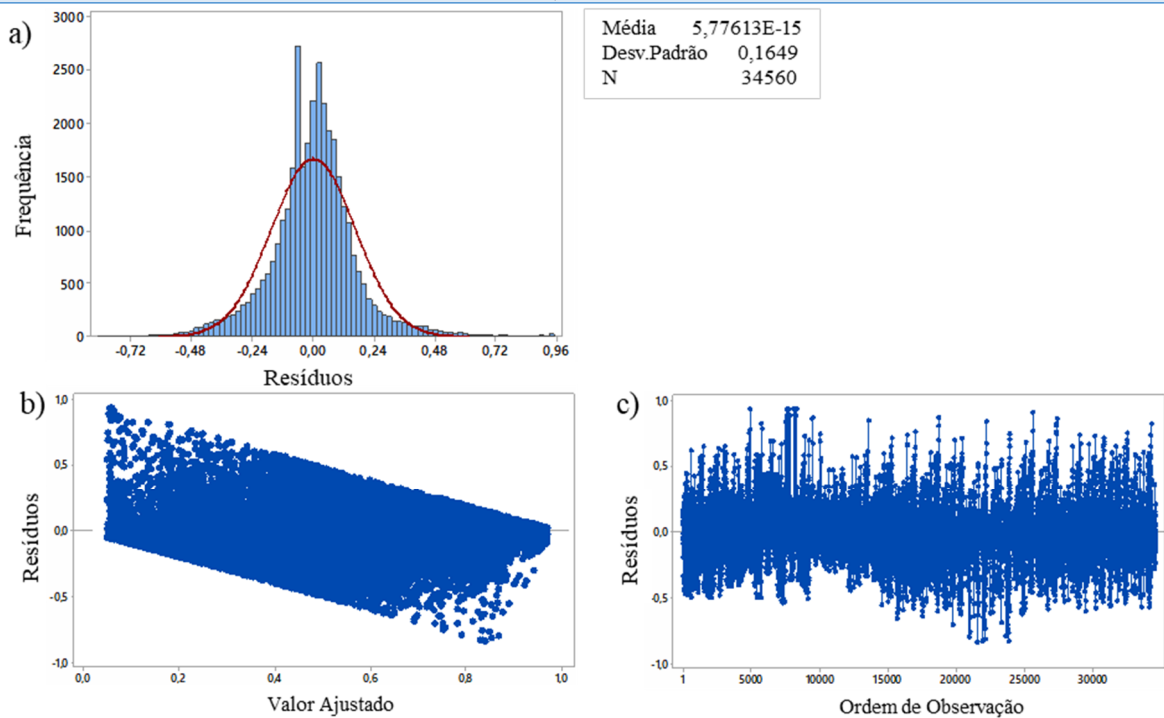 a)
Média 5,77613E-15
Desv.Padrão 0,1649
N 34560
3000
2500
2000
1500
1000
500
0
Frequência
-0,72 -0,48 -0,24 0,00 0,24 0,48 0,72 0,96
Resíduos
b)
1,0
0,5
0,0
-0,5
-1,0
Resíduos
0,0 0,2 0,4 0,6 0,8 1,0
Valor Ajustado
c)
1,0
0,5
0,0
-0,5
-1,0
Resíduos
1 5000 10000 15000 20000 25000 30000
Ordem de Observação